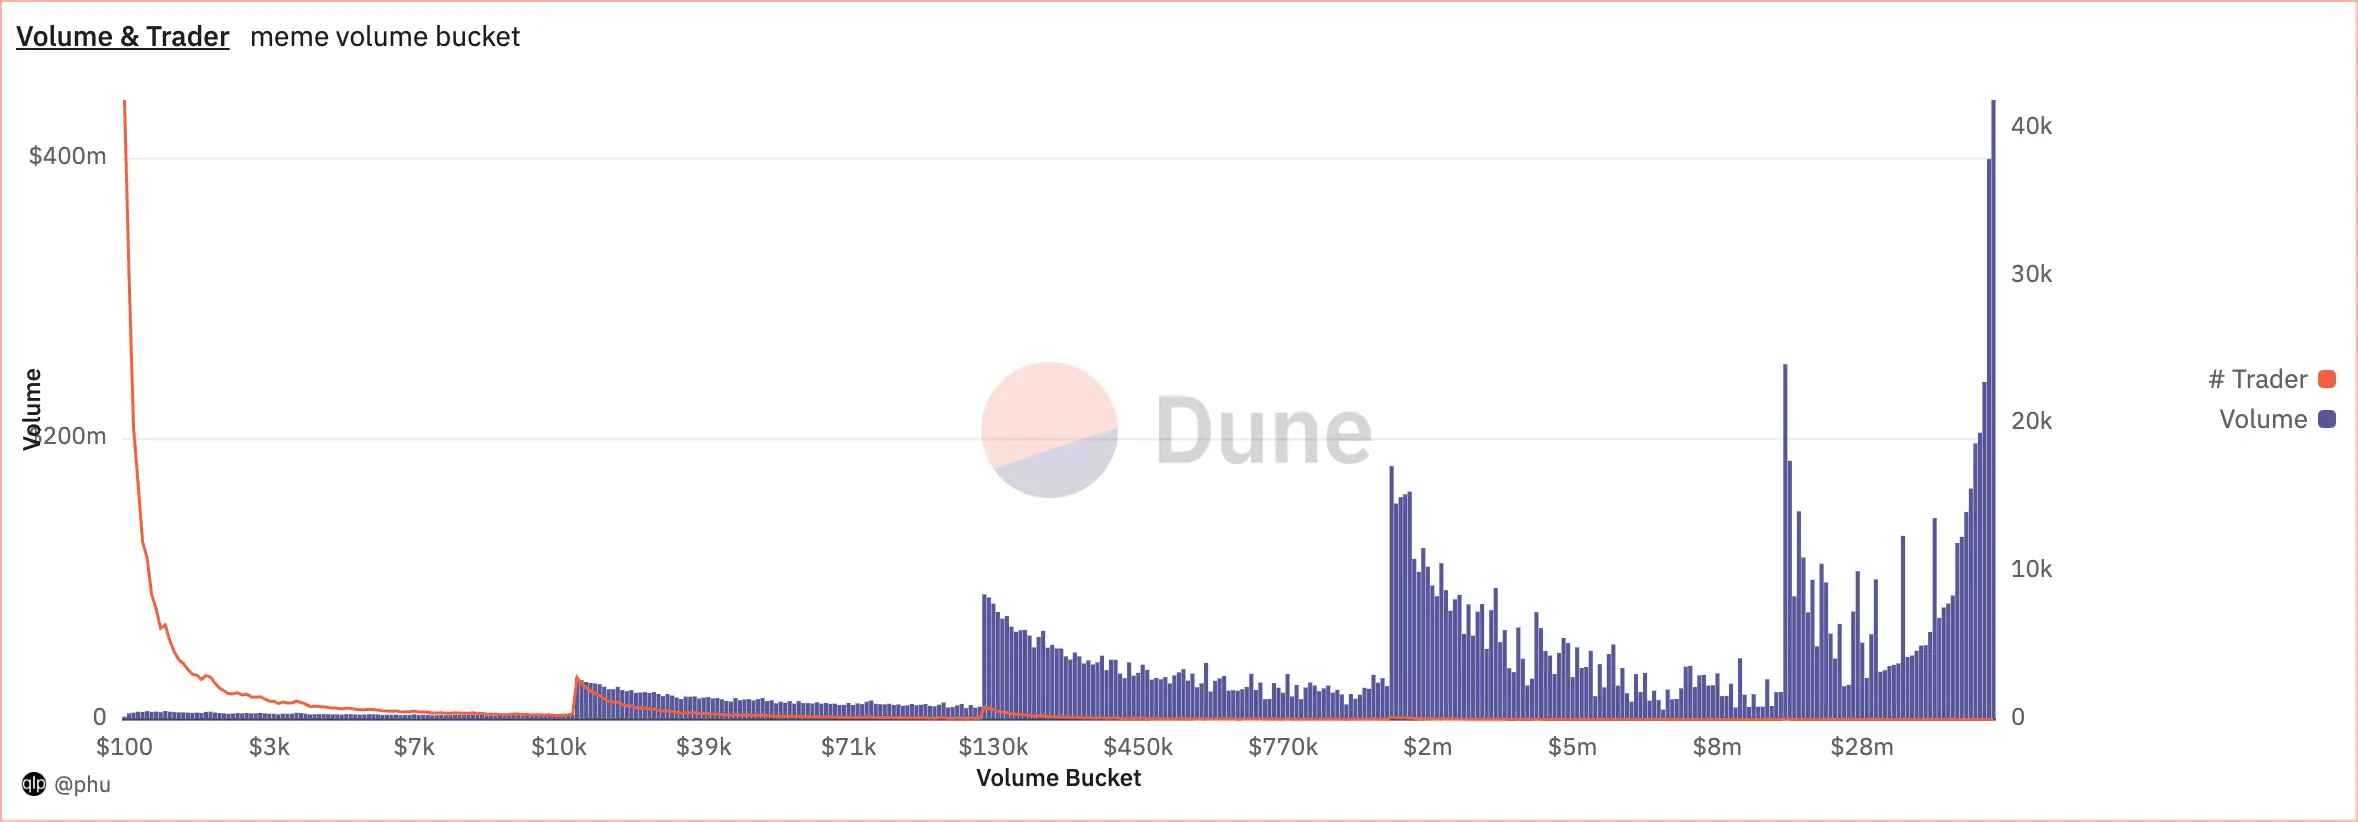 Volume & Trader meme volume bucket
$400m
$200m
0
Volume
40k
30k
20k
10k
0
# Trader
Volume
Dune
$100 $3k $7k $10k $39k $71k $130k $450k $770k $2m $5m $8m $28m
Volume Bucket
@phu